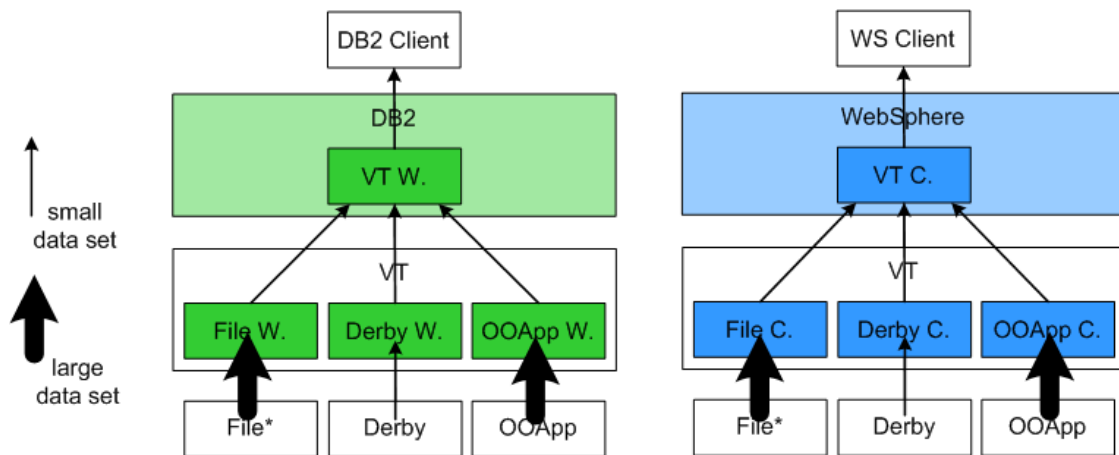 DB2 Client
WS Client
DB2
WebSphere
VT W.
VT C.
small
data set
VT
VT
File W.
Derby W.
OOApp W.
File C.
Derby C.
OOApp C.
large
data set
File*
Derby
OOApp
File*
Derby
OOApp